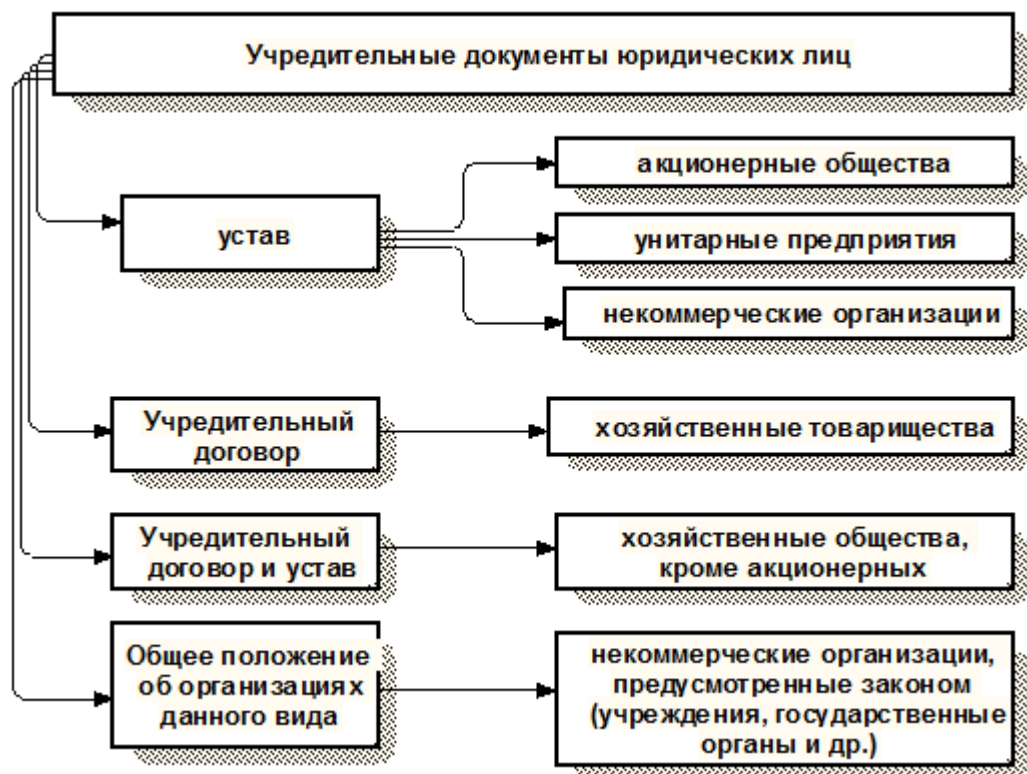 Учредительные документы юридических лиц
устав
акционерные общества
унитарные предприятия
некоммерческие организации
Учредительный
договор
хозяйственные товарищества
Учредительный
договор и устав
хозяйственные общества,
кроме акционерных
Общее положение
об организациях
данного вида
некоммерческие организации,
предусмотренные законом
(учреждения, государственные
органы и др.)